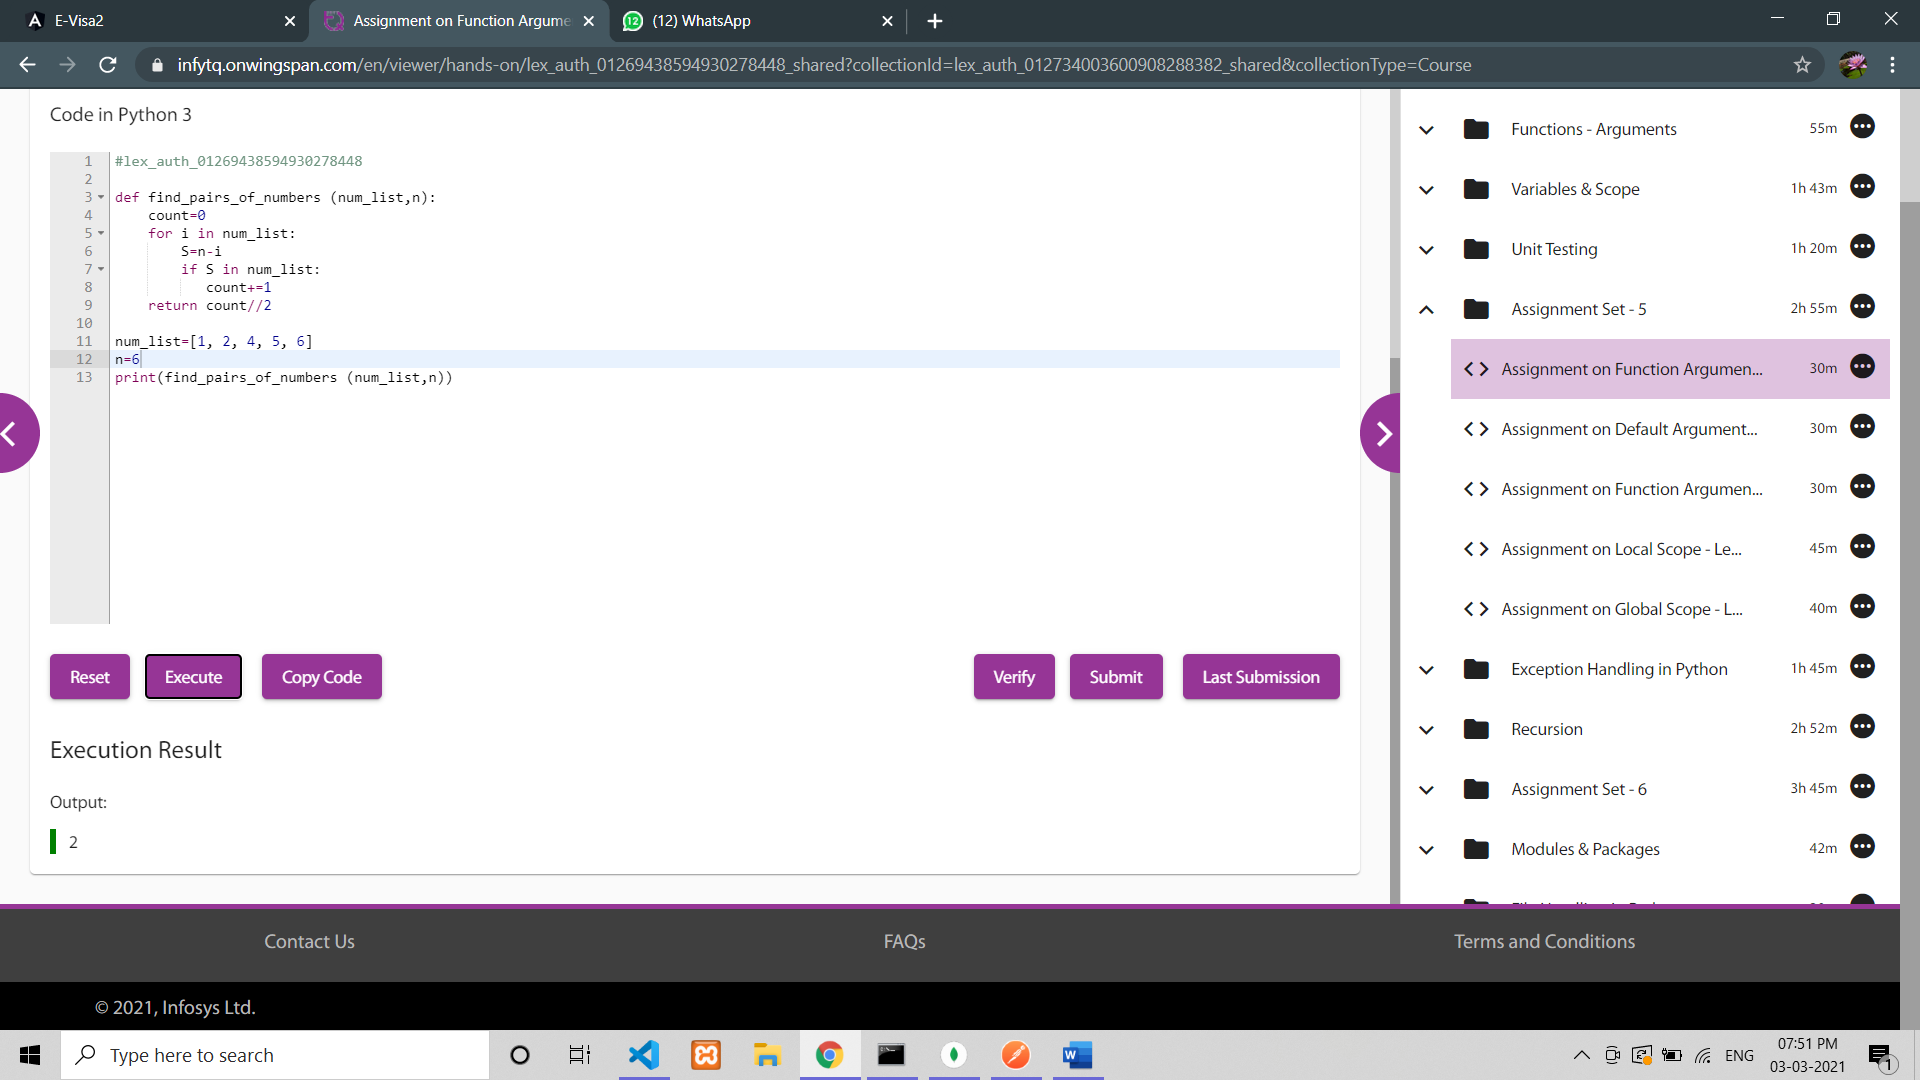 E-Visa2
Assignment on Function Argume
(12) WhatsApp
infytq.onwingspan.com/en/viewer/hands-on/lex_auth_01269438594930278448_shared?collectionId=lex_auth_012734003600908288382_shared&collectionType=Course
Code in Python 3
1 #lex_auth_01269438594930278448
2
3 def find_pairs_of_numbers (num_list,n):
4 count=0
5 for i in num_list:
6 S=n-i
7 if S in num_list:
8 count+=1
9 return count//2
10
11 num_list=[1, 2, 4, 5, 6]
12 n=6
13 print(find_pairs_of_numbers (num_list,n))
Reset Execute Copy Code Verify Submit Last Submission
Execution Result
Output:
2
Functions - Arguments 55m
Variables & Scope 1h 43m
Unit Testing 1h 20m
Assignment Set - 5 2h 55m
Assignment on Function Argumen... 30m
Assignment on Default Argument... 30m
Assignment on Function Argumen... 30m
Assignment on Local Scope - Le... 45m
Assignment on Global Scope - L... 40m
Exception Handling in Python 1h 45m
Recursion 2h 52m
Assignment Set - 6 3h 45m
Modules & Packages 42m
Contact Us FAQs Terms and Conditions
© 2021, Infosys Ltd.
Type here to search
ENG
07:51 PM
03-03-2021
1